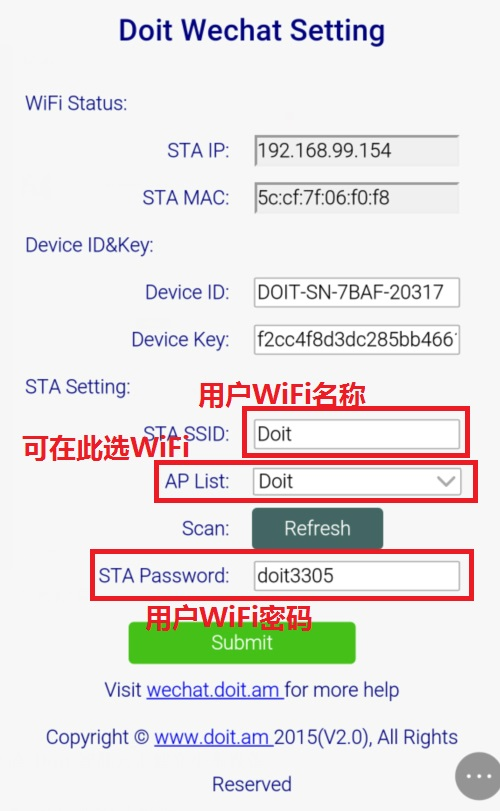 Doit Wechat Setting
WiFi Status:
STA IP: 192.168.99.154
STA MAC: 5c:cf:7f:06:f0:f8
Device ID&Key:
Device ID: DOIT-SN-7BAF-20317
Device Key: f2cc4f8d3dc285bb466
STA Setting:
用户WiFi名称
STA SSID: Doit
可在此选WiFi
AP List: Doit
Scan: Refresh
STA Password: doit3305
用户WiFi密码
Submit
Visit wechat.doit.am for more help
Copyright © www.doit.am 2015(V2.0), All Rights
Reserved